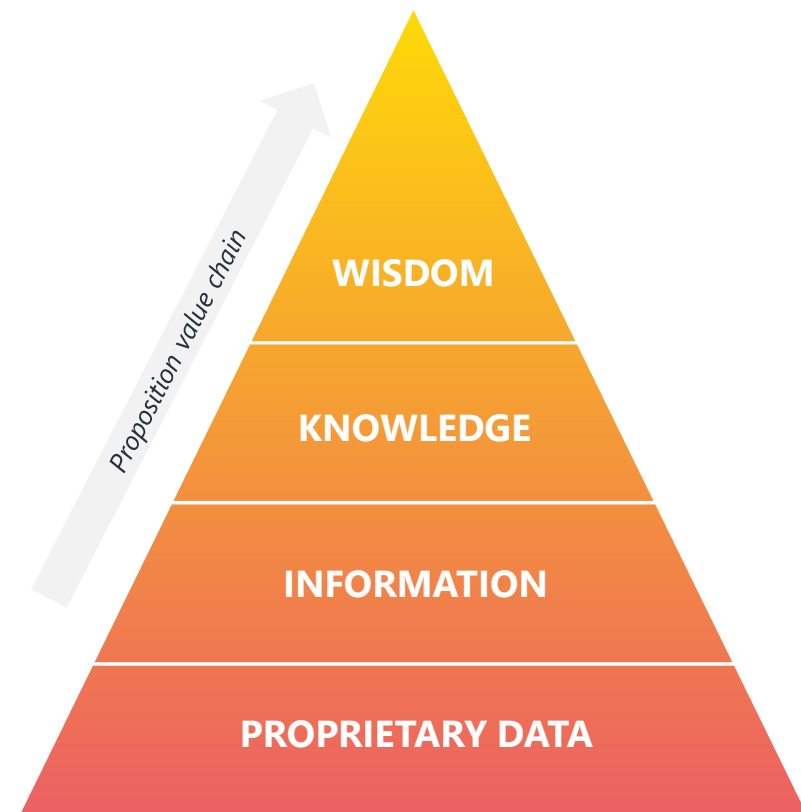 Proposition value chain
WISDOM
KNOWLEDGE
INFORMATION
PROPRIETARY DATA